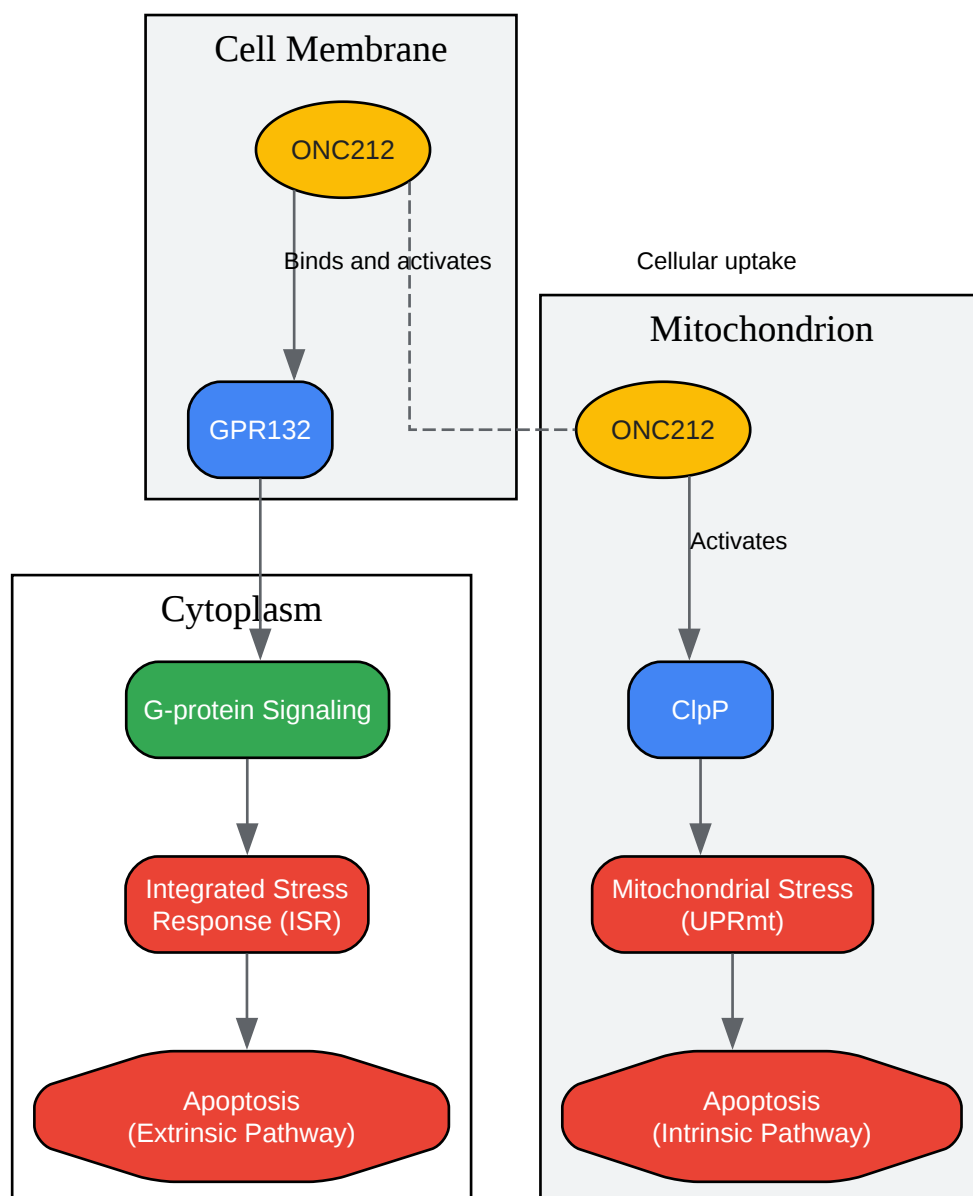 Cell Membrane
ONC212
Binds and activates
Cellular uptake
GPR132
Mitochondrion
ONC212
Activates
Cytoplasm
G-protein Signaling
ClpP
Integrated Stress
Response (ISR)
Mitochondrial Stress
(UPRmt)
Apoptosis
(Extrinsic Pathway)
Apoptosis
(Intrinsic Pathway)